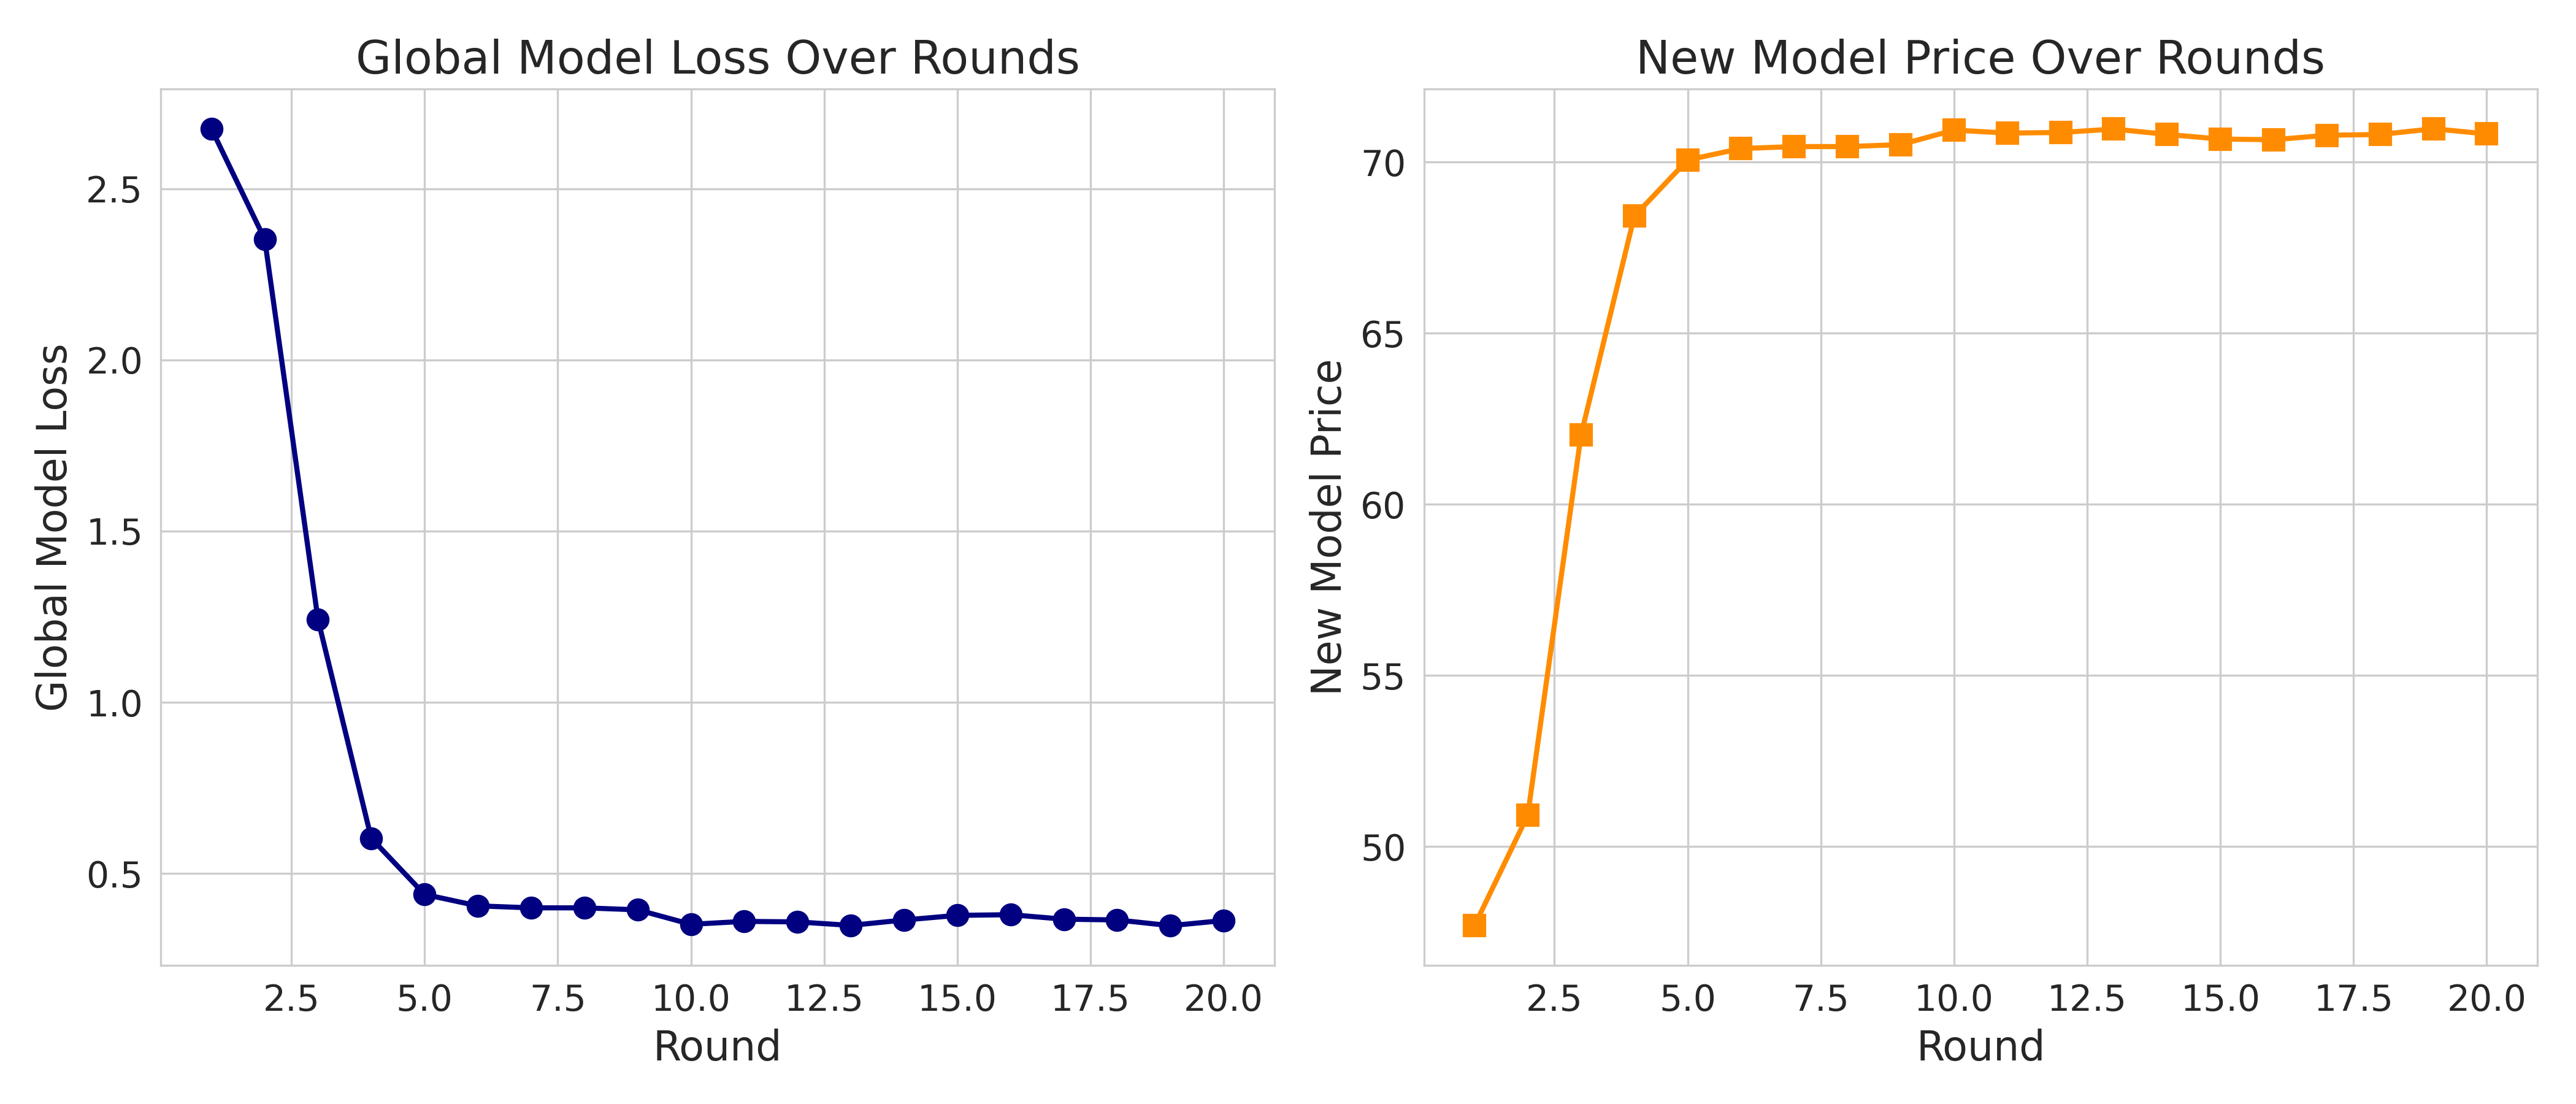 Global Model Loss Over Rounds
Global Model Loss
2.5
2.0
1.5
1.0
0.5
2.5 5.0 7.5 10.0 12.5 15.0 17.5 20.0
Round
New Model Price Over Rounds
New Model Price
70
65
60
55
50
2.5 5.0 7.5 10.0 12.5 15.0 17.5 20.0
Round